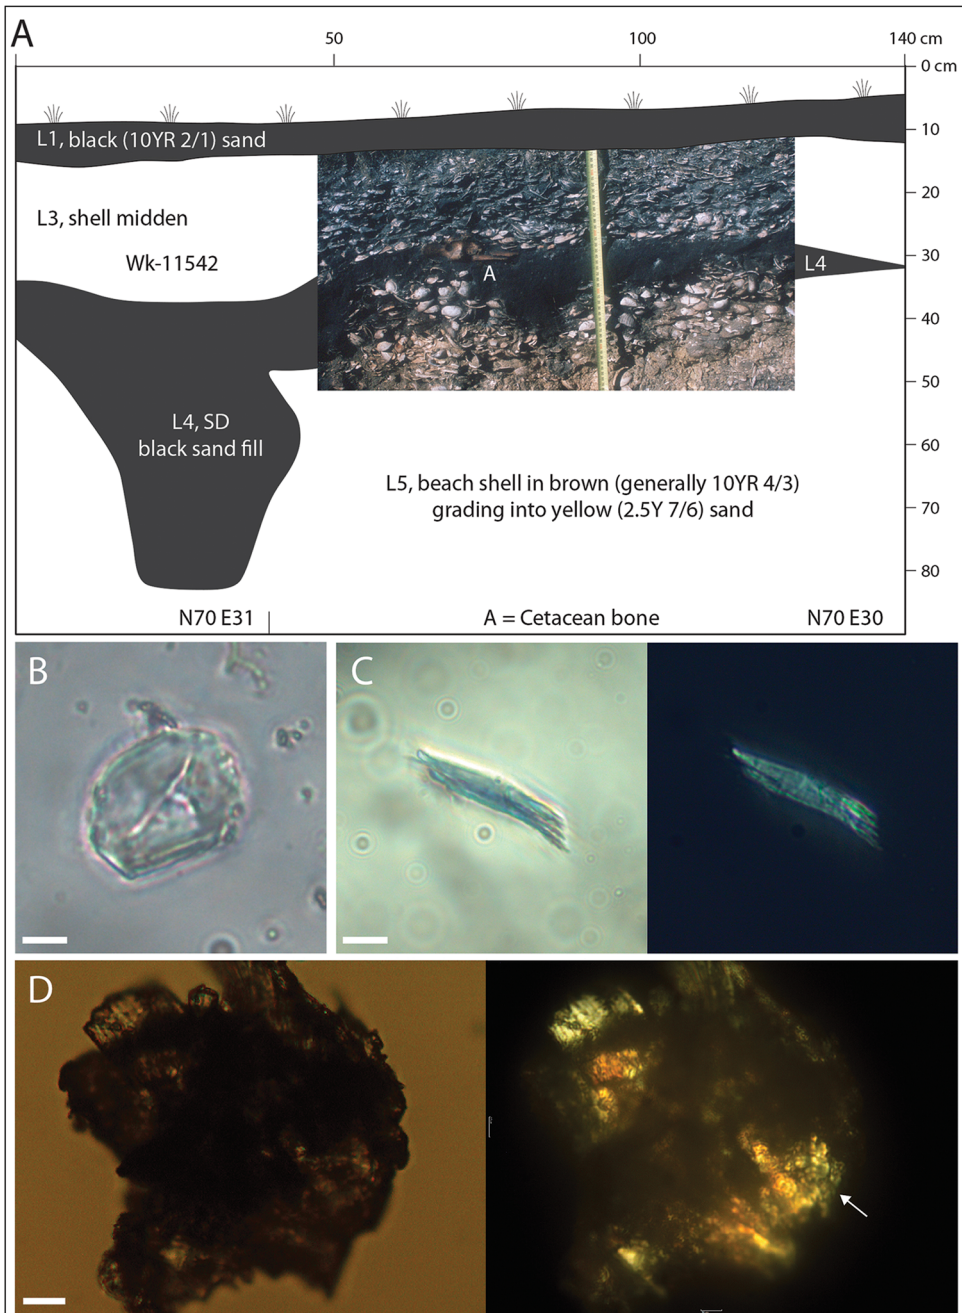 A
50 100 140 cm
0 cm
L1, black (10YR 2/1) sand
10
20
L3, shell midden
Wk-11542
30
A
L4
40
50
L4, SD
black sand fill
60
L5, beach shell in brown (generally 10YR 4/3)
grading into yellow (2.5Y 7/6) sand
70
80
N70 E31 A = Cetacean bone N70 E30
B
C
D